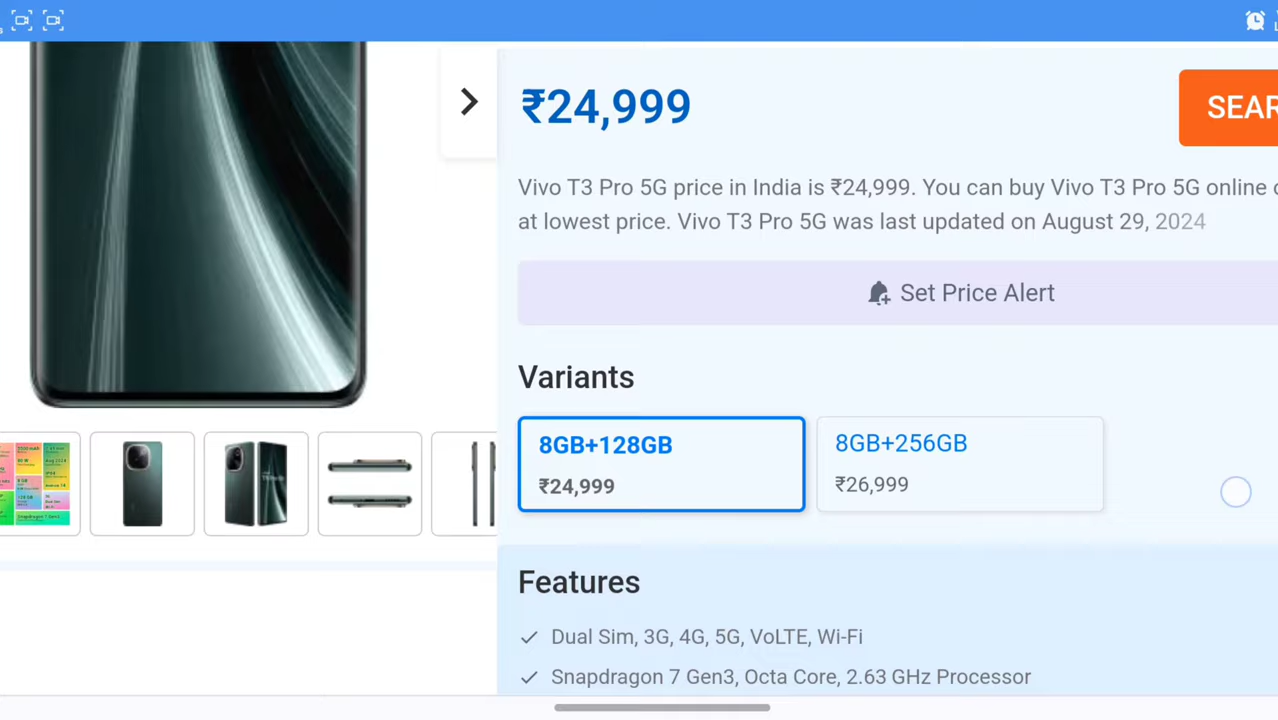 ₹24,999
SEAR
Vivo T3 Pro 5G price in India is ₹24,999. You can buy Vivo T3 Pro 5G online
at lowest price. Vivo T3 Pro 5G was last updated on August 29, 2024
Set Price Alert
Variants
8GB+128GB
8GB+256GB
₹24,999
₹26,999
Features
Dual Sim, 3G, 4G, 5G, VoLTE, Wi-Fi
Snapdragon 7 Gen3, Octa Core, 2.63 GHz Processor